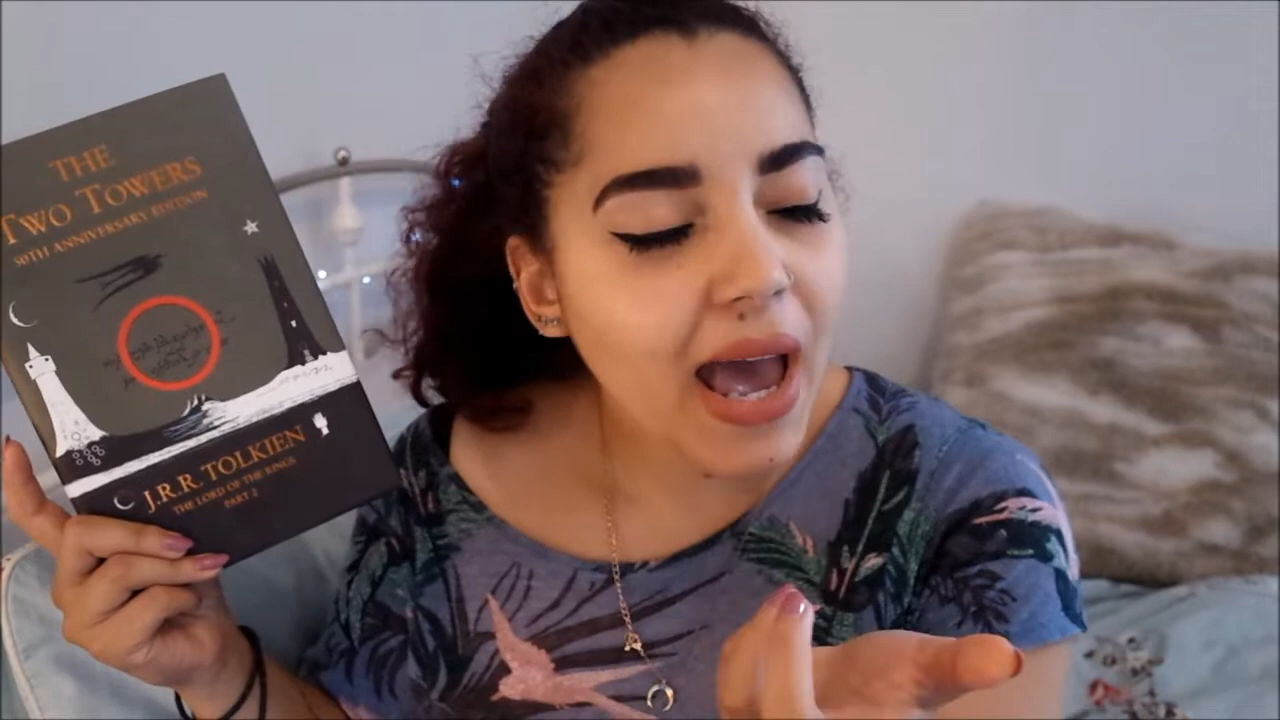 THE
TWO TOWERS
50TH ANNIVERSARY EDITION
J.R.R. TOLKIEN
THE LORD OF THE RINGS
PART 2